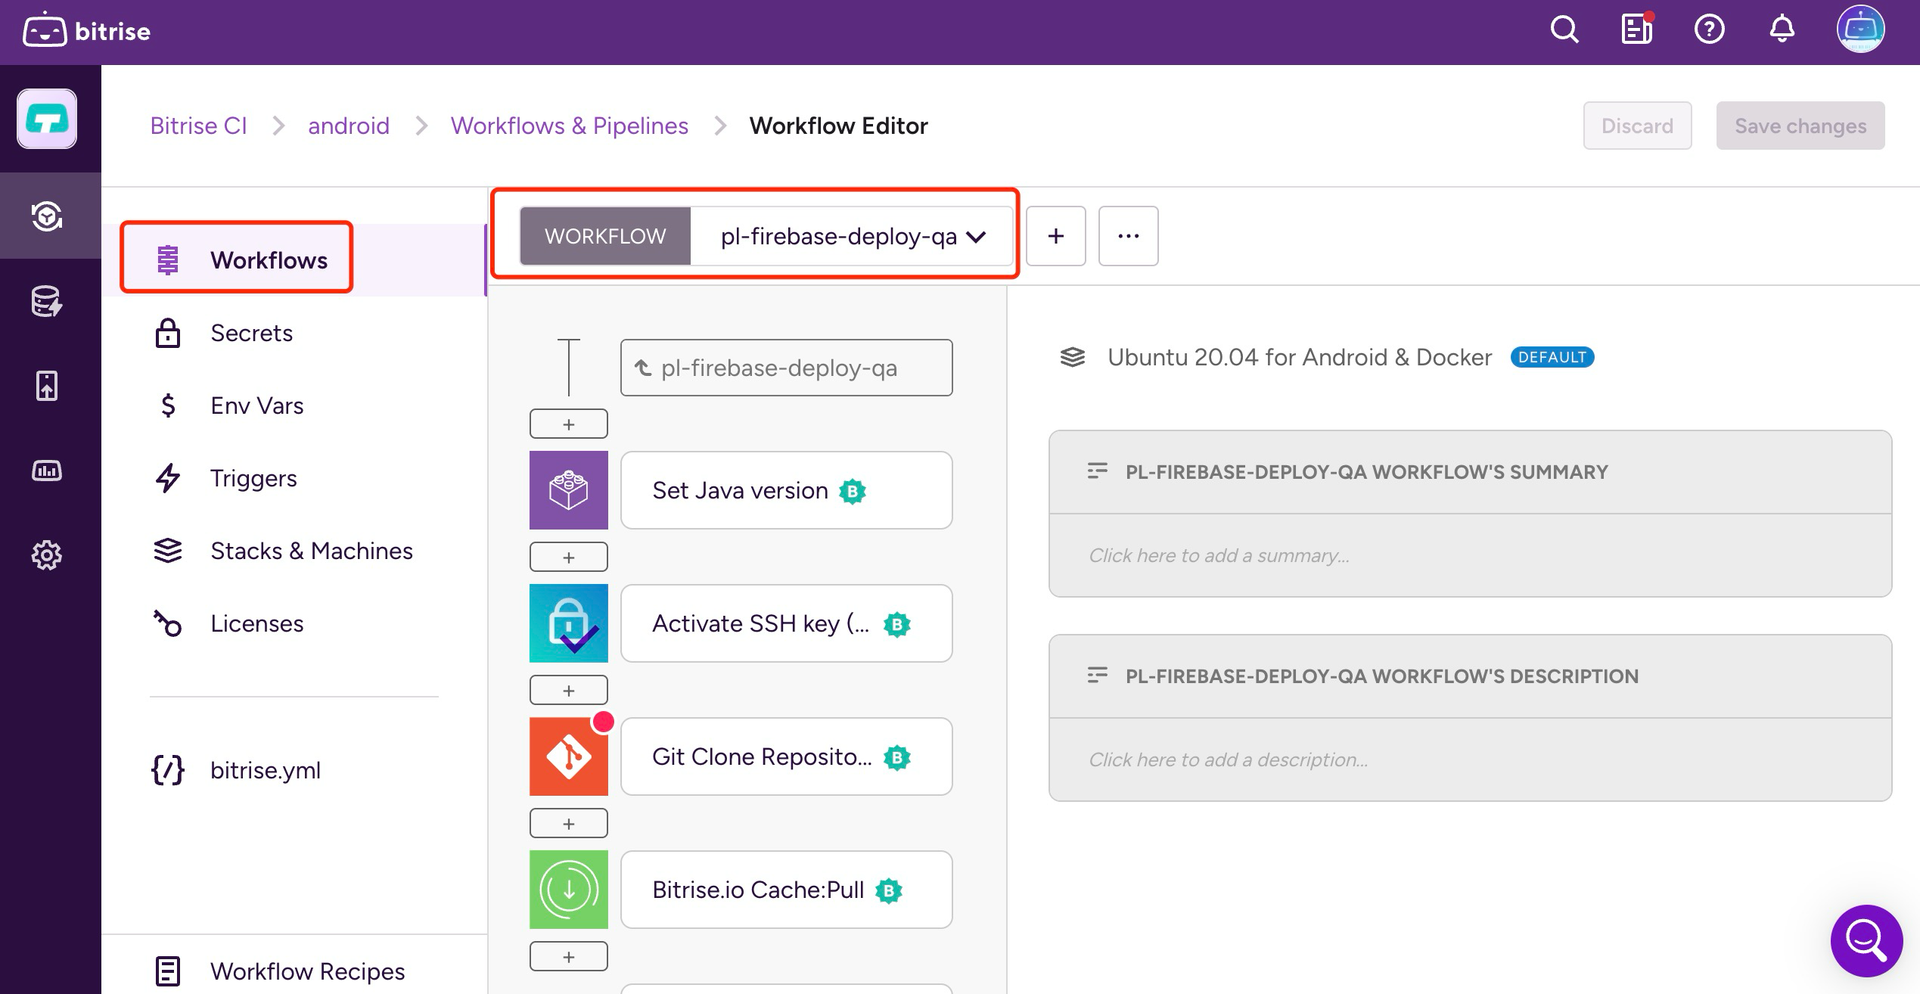 bitrise
Bitrise CI > android > Workflows & Pipelines > Workflow Editor
Discard
Save changes
Workflows
Secrets
$ Env Vars
Triggers
Stacks & Machines
Licenses
{/} bitrise.yml
Workflow Recipes
WORKFLOW pl-firebase-deploy-qa
+
...
pl-firebase-deploy-qa
+
Set Java version B
+
Activate SSH key (... B
+
Git Clone Reposito... B
+
Bitrise.io Cache:Pull B
+
Ubuntu 20.04 for Android & Docker DEFAULT
PL-FIREBASE-DEPLOY-QA WORKFLOW'S SUMMARY
Click here to add a summary...
PL-FIREBASE-DEPLOY-QA WORKFLOW'S DESCRIPTION
Click here to add a description...